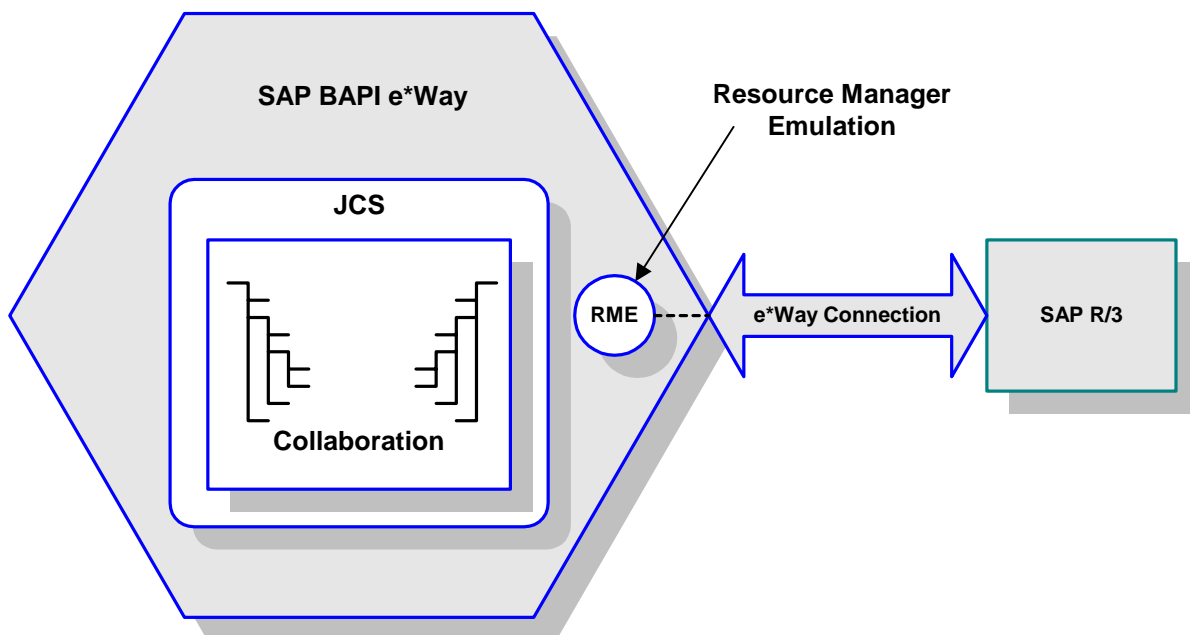 SAP BAPI e*Way
Resource Manager
Emulation
JCS
RME
e*Way Connection
SAP R/3
Collaboration